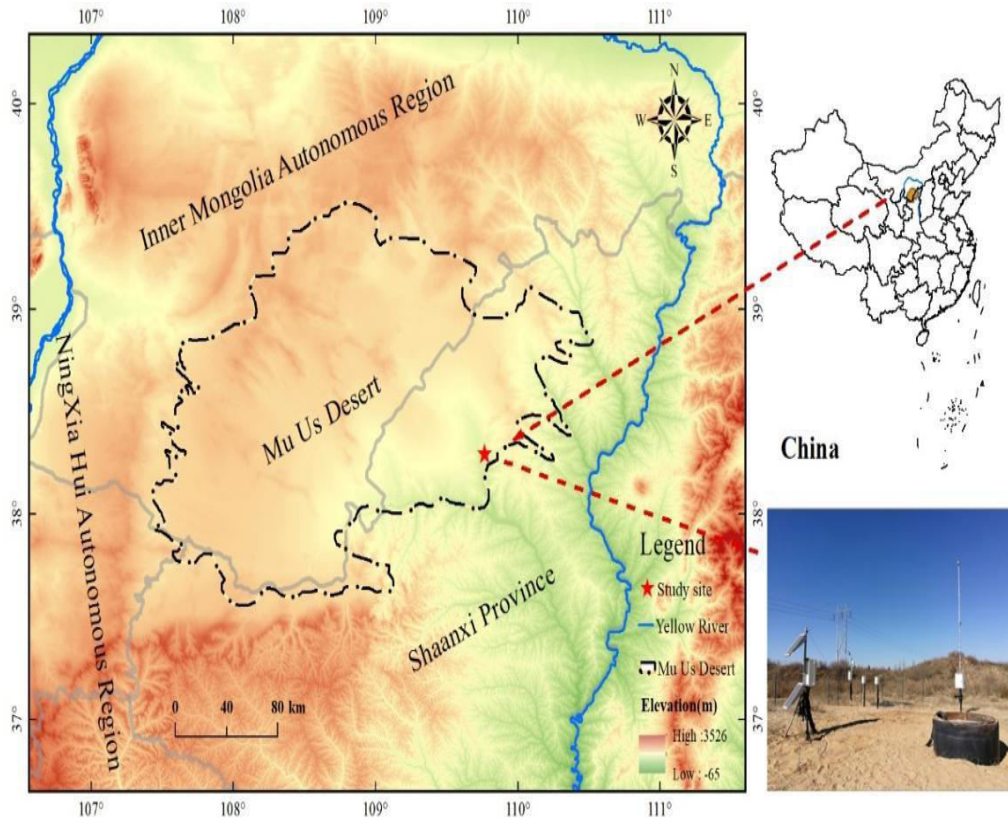 107°
108°
109°
110°
111°
40°
40°
39°
39°
38°
38°
37°
37°
N
W
E
S
Inner Mongolia Autonomous Region
Mu Us Desert
NingXia Hui Autonomous Region
Shaanxi Province
0 40 80 km
Legend
Study site
Yellow River
Mu Us Desert
Elevation(m)
High :3526
Low : -65
107°
108°
109°
110°
111°
China